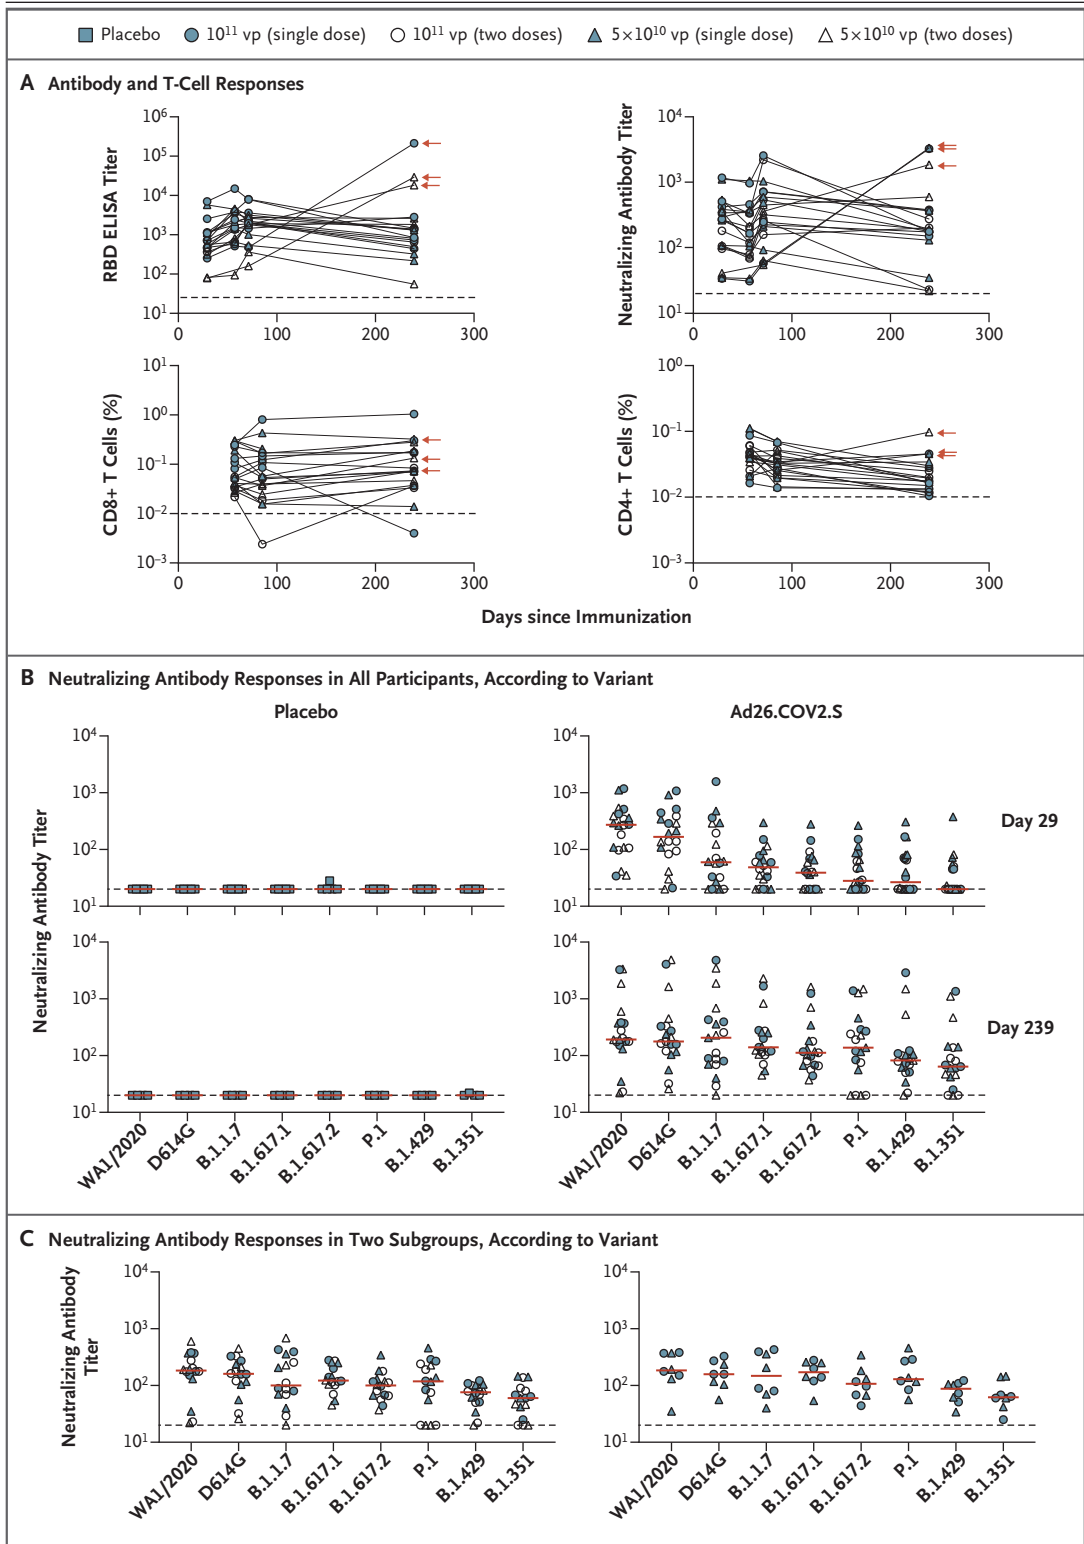 Placebo 10¹¹ vp (single dose) 10¹¹ vp (two doses) 5×10¹⁰ vp (single dose) 5×10¹⁰ vp (two doses)
A Antibody and T-Cell Responses
RBD ELISA Titer
10⁶
10⁵
10⁴
10³
10²
10¹
0 100 200 300
Neutralizing Antibody Titer
10⁴
10³
10²
10¹
0 100 200 300
CD8+ T Cells (%)
10¹
10⁰
10⁻¹
10⁻²
10⁻³
0 100 200 300
CD4+ T Cells (%)
10⁰
10⁻¹
10⁻²
10⁻³
0 100 200 300
Days since Immunization
B Neutralizing Antibody Responses in All Participants, According to Variant
Placebo
Ad26.COV2.S
Neutralizing Antibody Titer
10⁴
10³
10²
10¹
10⁴
10³
10²
10¹
Day 29
10⁴
10³
10²
10¹
10⁴
10³
10²
10¹
Day 239
WA1/2020 D614G B.1.1.7 B.1.617.1 B.1.617.2 P.1 B.1.429 B.1.351
WA1/2020 D614G B.1.1.7 B.1.617.1 B.1.617.2 P.1 B.1.429 B.1.351
C Neutralizing Antibody Responses in Two Subgroups, According to Variant
Neutralizing Antibody
Titer
10⁴
10³
10²
10¹
10⁴
10³
10²
10¹
WA1/2020 D614G B.1.1.7 B.1.617.1 B.1.617.2 P.1 B.1.429 B.1.351
WA1/2020 D614G B.1.1.7 B.1.617.1 B.1.617.2 P.1 B.1.429 B.1.351